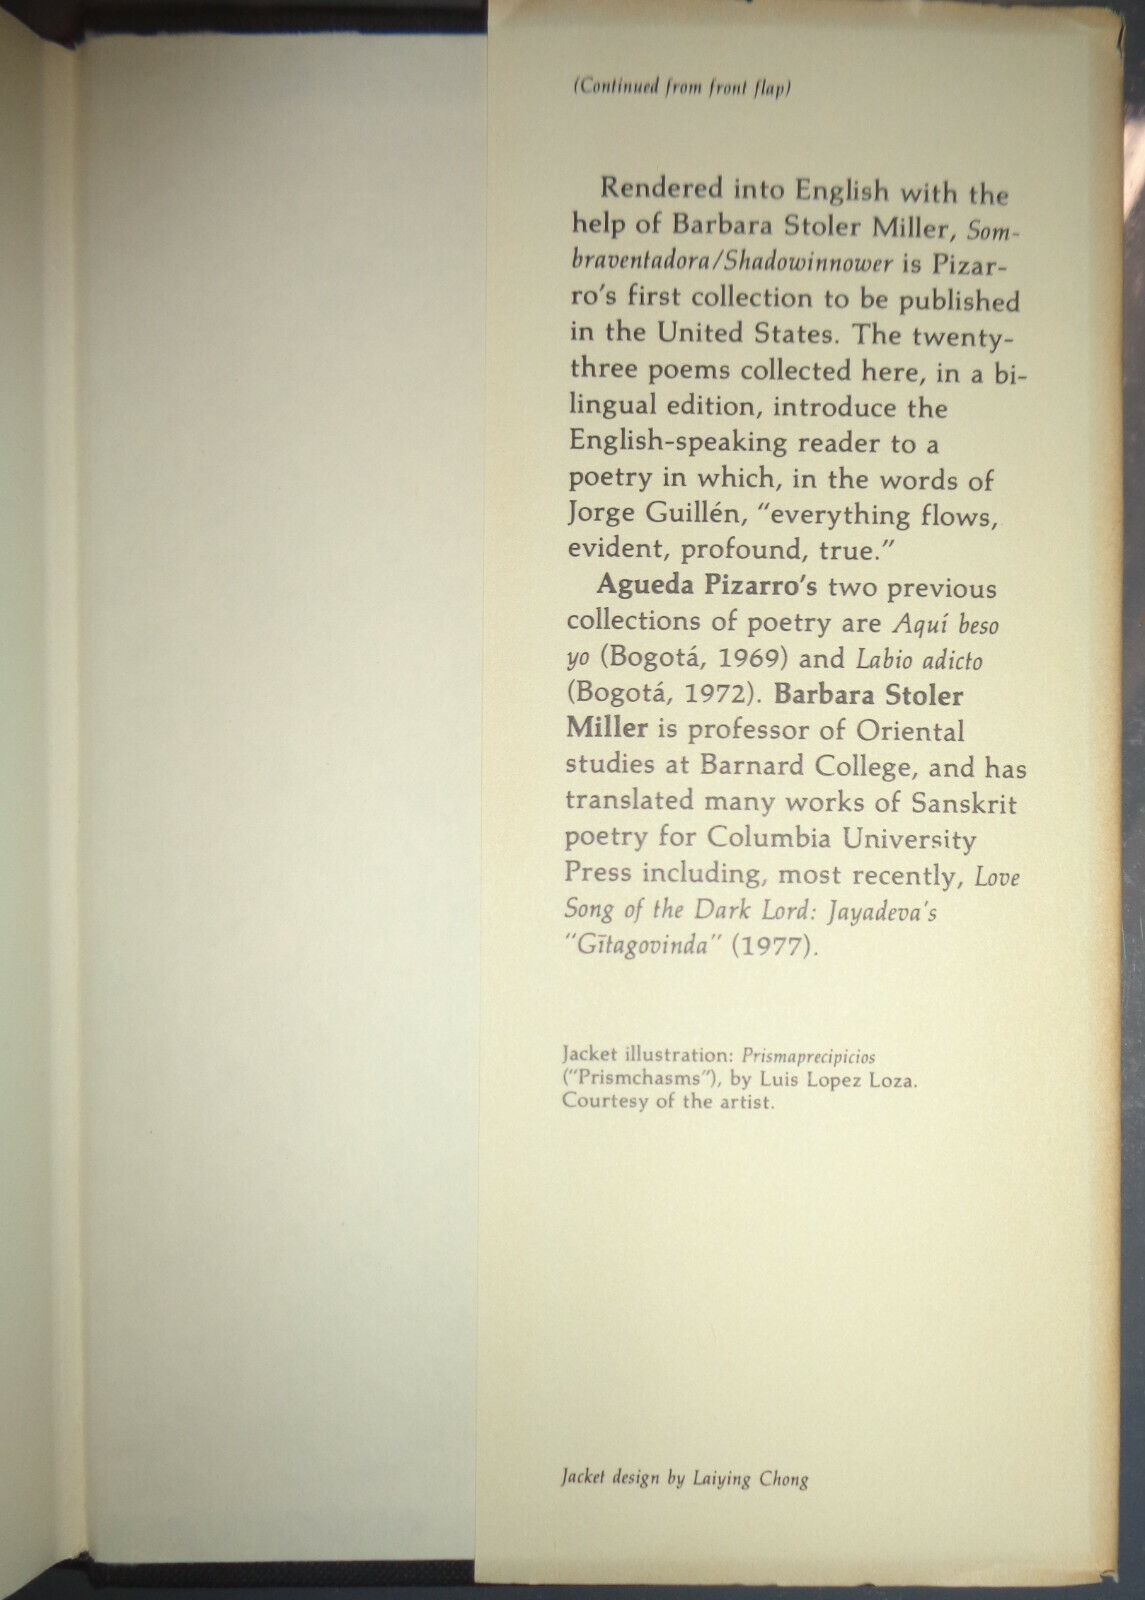 (Continued from front flap)
Rendered into English with the
help of Barbara Stoler Miller, Som-
braventadora/Shadowinnower is Pizar-
ro's first collection to be published
in the United States. The twenty-
three poems collected here, in a bi-
lingual edition, introduce the
English-speaking reader to a
poetry in which, in the words of
Jorge Guillén, "everything flows,
evident, profound, true."
Agueda Pizarro's two previous
collections of poetry are Aquí beso
yo (Bogotá, 1969) and Labio adicto
(Bogotá, 1972). Barbara Stoler
Miller is professor of Oriental
studies at Barnard College, and has
translated many works of Sanskrit
poetry for Columbia University
Press including, most recently, Love
Song of the Dark Lord: Jayadeva's
"Gītagovinda" (1977).
Jacket illustration: Prismaprecipicios
("Prismchasms"), by Luis Lopez Loza.
Courtesy of the artist.
Jacket design by Laiying Chong